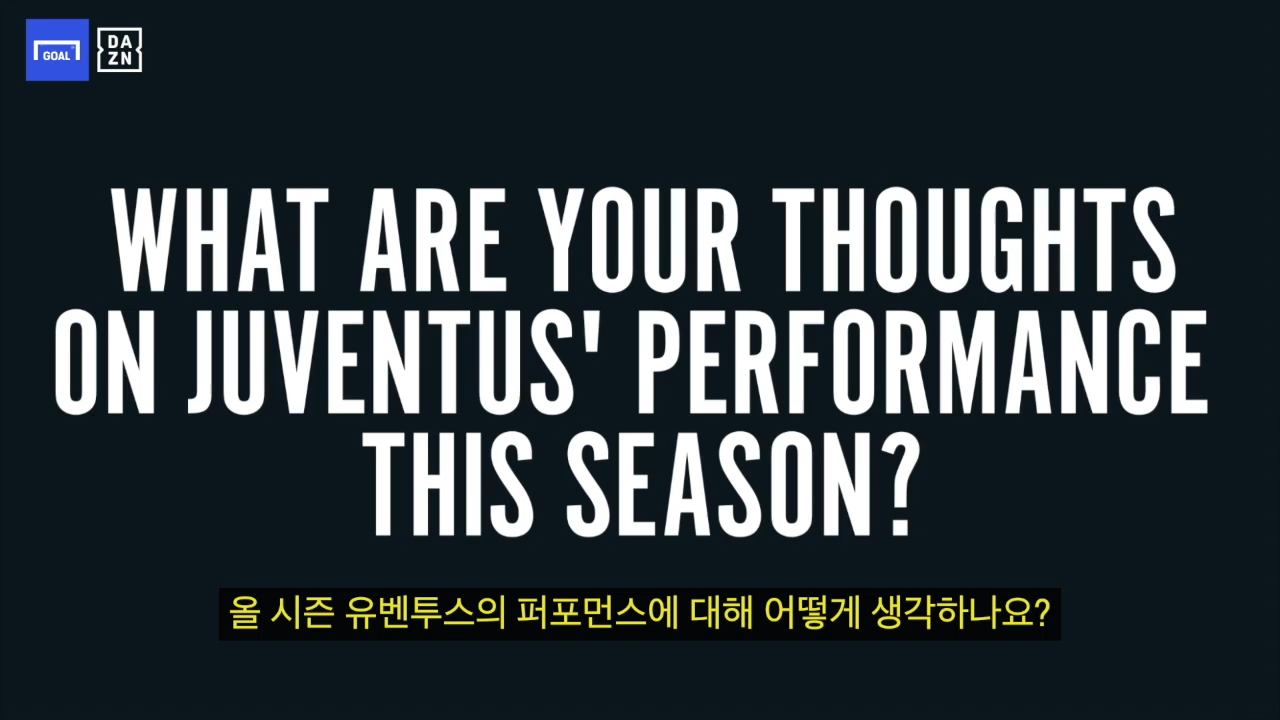 GOAL
DA
ZN
WHAT ARE YOUR THOUGHTS
ON JUVENTUS' PERFORMANCE
THIS SEASON?
올 시즌 유벤투스의 퍼포먼스에 대해 어떻게 생각하나요?